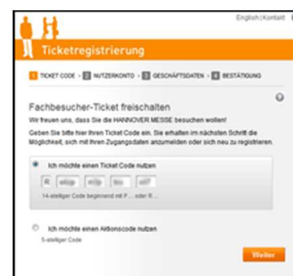 English | Kontakt
Ticketregistrierung
1 TICKET CODE › 2 NUTZERKONTO › 3 GESCHÄFTSDATEN › 4 BESTÄTIGUNG
Fachbesucher-Ticket freischalten
Wir freuen uns, dass Sie die HANNOVER MESSE besuchen wollen!
Geben Sie bitte hier Ihren Ticket Code ein. Sie erhalten im nächsten Schritt die
Möglichkeit, sich mit Ihren Zugangsdaten anzumelden oder sich neu zu registrieren.
Ich möchte einen Ticket Code nutzen
R
14-stelliger Code beginnend mit P... oder R ...
Ich möchte einen Aktionscode nutzen
5-stelliger Code
Weiter